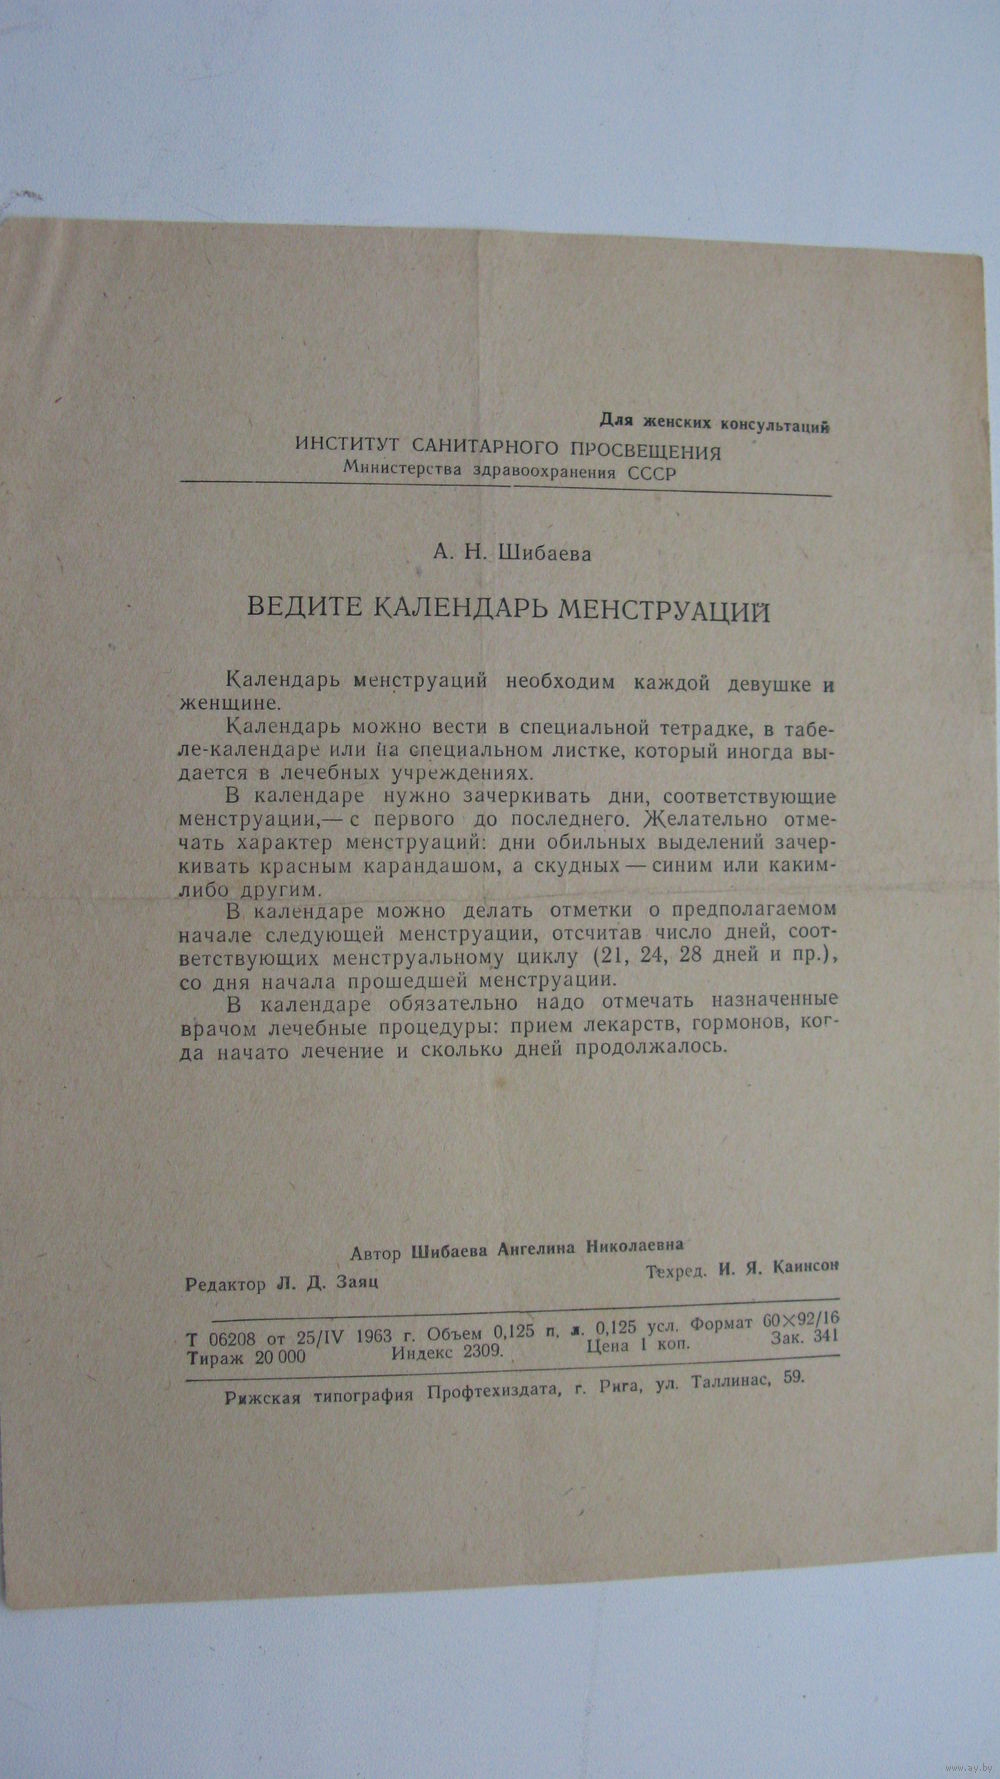 Для женских консультаций
ИНСТИТУТ САНИТАРНОГО ПРОСВЕЩЕНИЯ
Министерства здравоохранения СССР
А. Н. Шибаева
ВЕДИТЕ КАЛЕНДАРЬ МЕНСТРУАЦИЙ
Календарь менструаций необходим каждой девушке и
женщине.
Календарь можно вести в специальной тетрадке, в табе-
ле-календаре или на специальном листке, который иногда вы-
дается в лечебных учреждениях.
В календаре нужно зачеркивать дни, соответствующие
менструации,— с первого до последнего. Желательно отме-
чать характер менструаций: дни обильных выделений зачер-
кивать красным карандашом, а скудных — синим или каким-
либо другим.
В календаре можно делать отметки о предполагаемом
начале следующей менструации, отсчитав число дней, соот-
ветствующих менструальному циклу (21, 24, 28 дней и пр.),
со дня начала прошедшей менструации.
В календаре обязательно надо отмечать назначенные
врачом лечебные процедуры: прием лекарств, гормонов, ког-
да начато лечение и сколько дней продолжалось.
Автор Шибаева Ангелина Николаевна
Редактор Л. Д. Заяц Техред. И. Я. Каинсон
Т 06208 от 25/IV 1963 г. Объем 0,125 п. л. 0,125 усл. Формат 60×92/16
Тираж 20 000 Индекс 2309. Цена 1 коп. Зак. 341
Рижская типография Профтехиздата, г. Рига, ул. Таллинас, 59.
www.ay.by